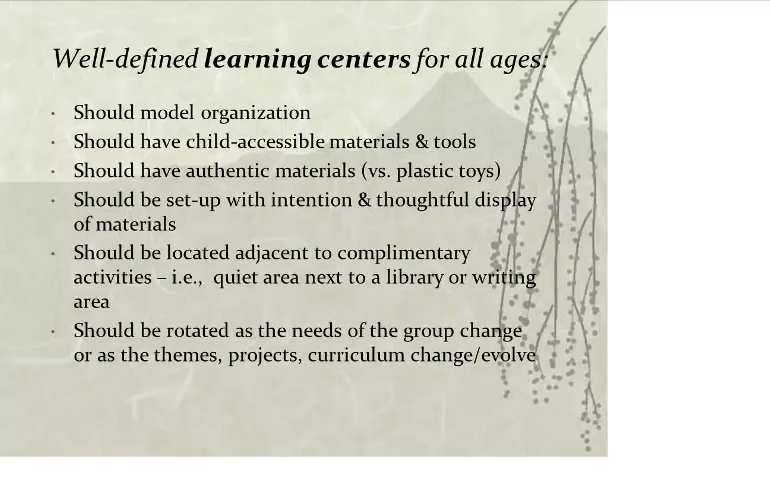 Well-defined learning centers for all ages:
· Should model organization
· Should have child-accessible materials & tools
· Should have authentic materials (vs. plastic toys)
· Should be set-up with intention & thoughtful display
of materials
· Should be located adjacent to complimentary
activities – i.e., quiet area next to a library or writing
area
· Should be rotated as the needs of the group change
or as the themes, projects, curriculum change/evolve